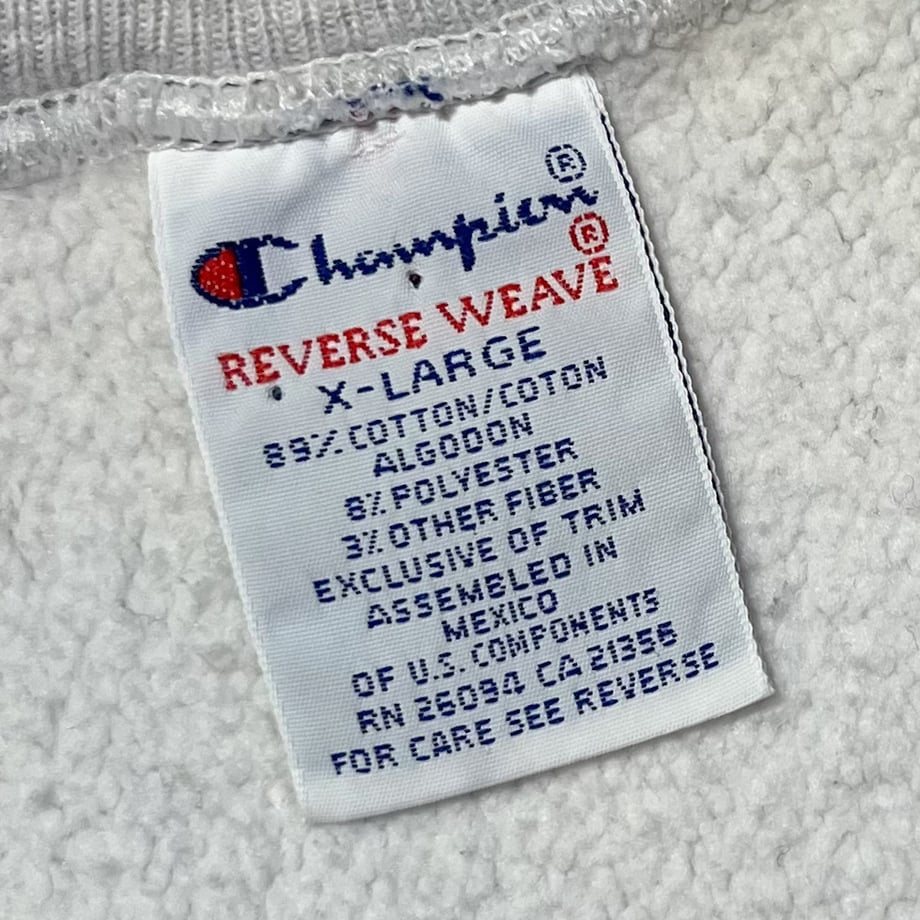 ®
Champion
®
REVERSE WEAVE
X-LARGE
89% COTTON/COTON
ALGODON
8% POLYESTER
3% OTHER FIBER
EXCLUSIVE OF TRIM
ASSEMBLED IN
MEXICO
OF U.S. COMPONENTS
RN 26094 CA 21356
FOR CARE SEE REVERSE